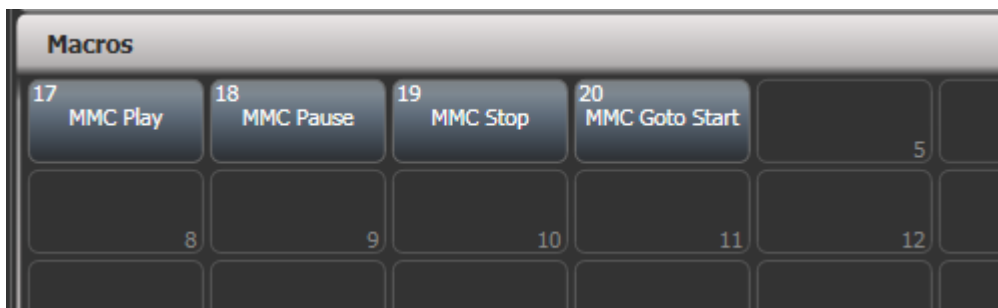 Macros
17
MMC Play
18
MMC Pause
19
MMC Stop
20
MMC Goto Start
5
8
9
10
11
12